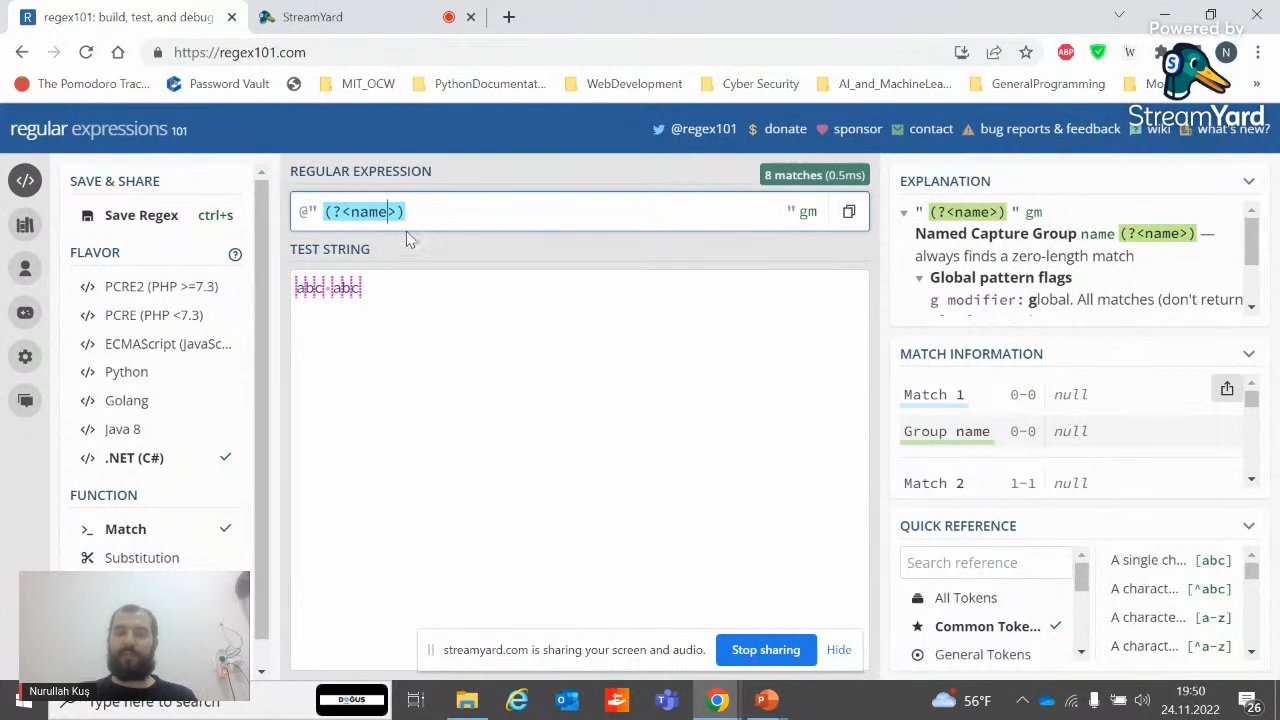 regex101: build, test, and debug
StreamYard
https://regex101.com
ABP
W
N
Powered by
StreamYard
The Pomodoro Trac...
Password Vault
MIT_OCW
Python_Documentat...
WebDevelopment
Cyber Security
AI_and_MachineLea...
GeneralProgramming
regular expressions 101
@regex101
$ donate
sponsor
contact
bug reports & feedback
wiki
what's new?
SAVE & SHARE
Save Regex ctrl+s
FLAVOR
PCRE2 (PHP >=7.3)
PCRE (PHP <7.3)
ECMAScript (JavaSc...
Python
Golang
Java 8
.NET (C#)
FUNCTION
Match
Substitution
REGULAR EXPRESSION
8 matches (0.5ms)
@" (?<name>) " gm
TEST STRING
abc·abc
EXPLANATION
" (?<name>) " gm
Named Capture Group name (?<name>) —
always finds a zero-length match
Global pattern flags
g modifier: global. All matches (don't return
MATCH INFORMATION
Match 1 0-0 null
Group name 0-0 null
Match 2 1-1 null
QUICK REFERENCE
Search reference
All Tokens
Common Toke...
General Tokens
A single ch... [abc]
A charact... [^abc]
A characte... [a-z]
A charact... [^a-z]
streamyard.com is sharing your screen and audio.
Stop sharing
Hide
Nurullah Kuş
Type here to search
DOĞUŞ
56°F
19:50
24.11.2022
26